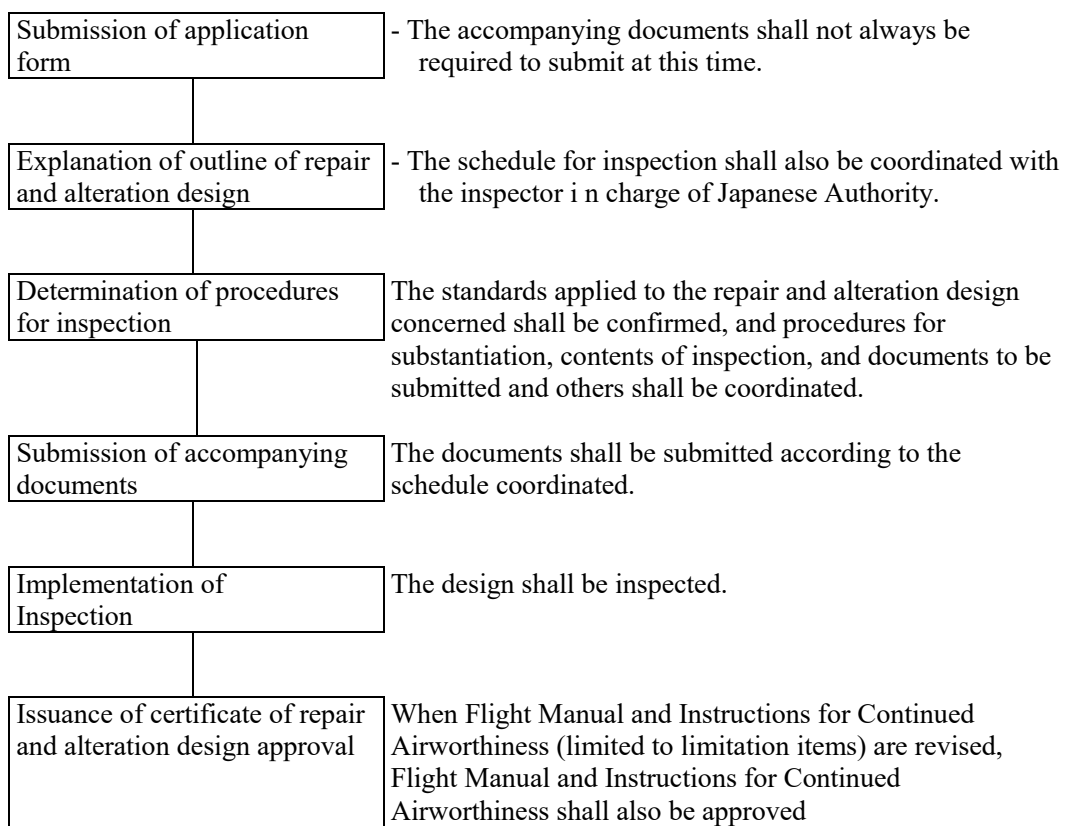 Submission of application
form
- The accompanying documents shall not always be
required to submit at this time.
Explanation of outline of repair
and alteration design
- The schedule for inspection shall also be coordinated with
the inspector i n charge of Japanese Authority.
Determination of procedures
for inspection
The standards applied to the repair and alteration design
concerned shall be confirmed, and procedures for
substantiation, contents of inspection, and documents to be
submitted and others shall be coordinated.
Submission of accompanying
documents
The documents shall be submitted according to the
schedule coordinated.
Implementation of
Inspection
The design shall be inspected.
Issuance of certificate of repair
and alteration design approval
When Flight Manual and Instructions for Continued
Airworthiness (limited to limitation items) are revised,
Flight Manual and Instructions for Continued
Airworthiness shall also be approved